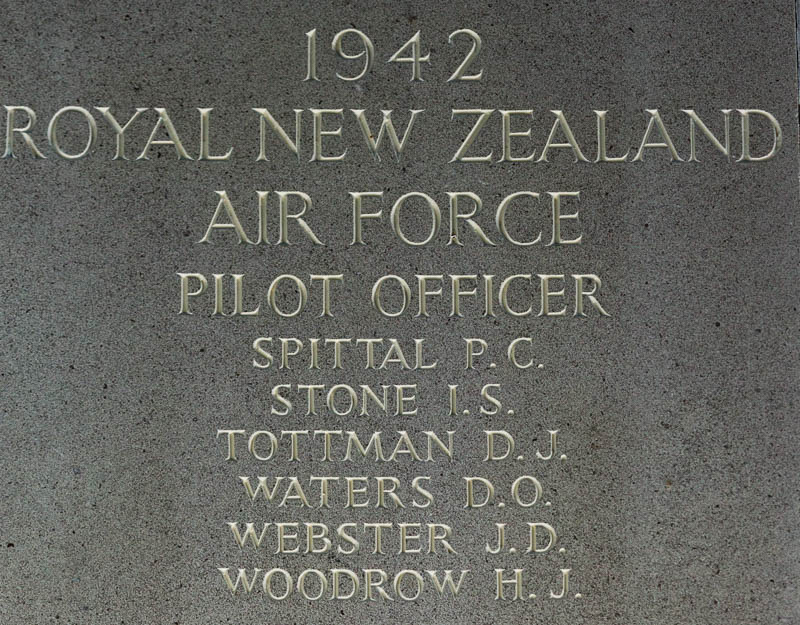 1942
ROYAL NEW ZEALAND
AIR FORCE
PILOT OFFICER
SPITTAL P.C.
STONE I.S.
TOTTMAN D.J.
WATERS D.O.
WEBSTER J.D.
WOODROW H.J.